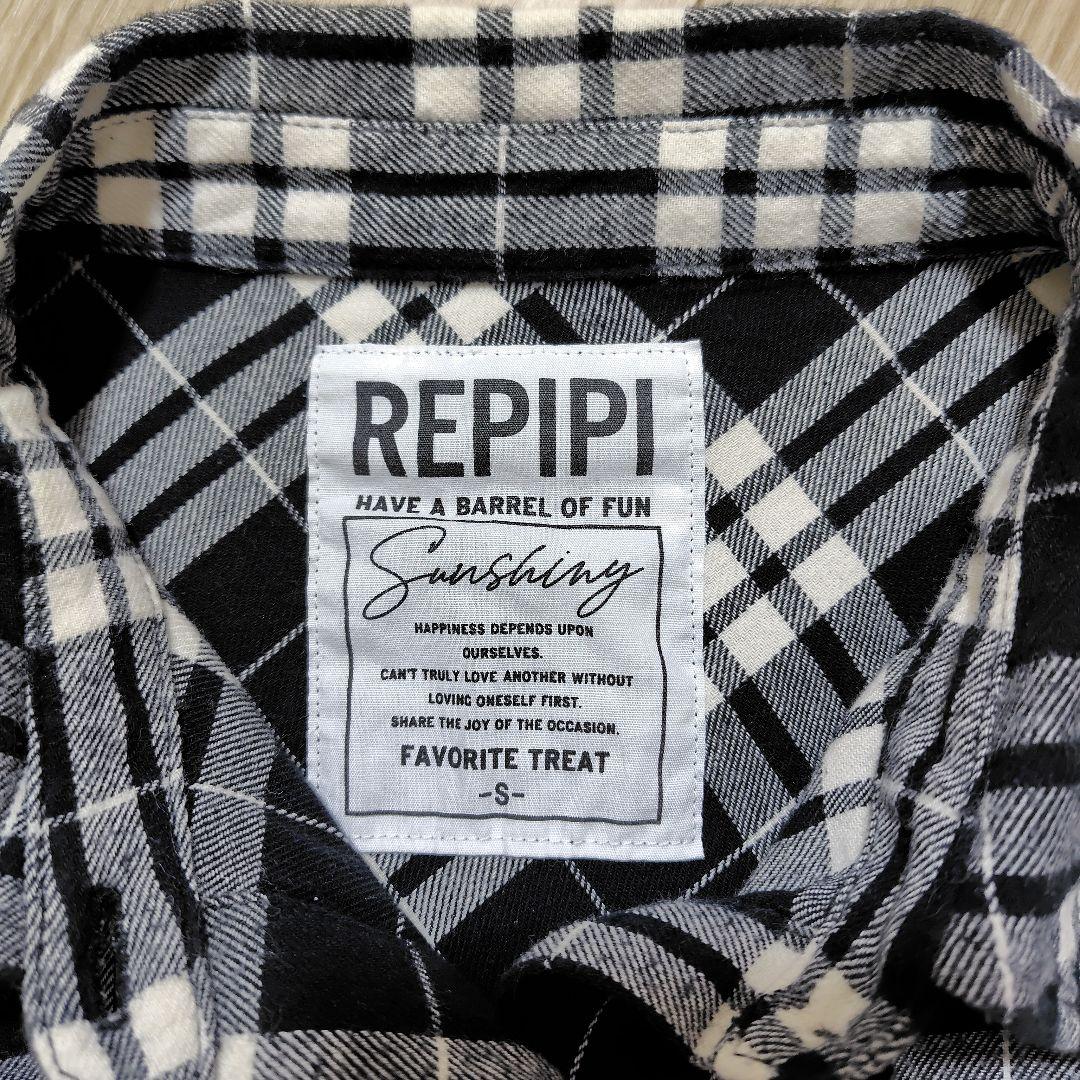 REPIPI
HAVE A BARREL OF FUN
Sunshiny
HAPPINESS DEPENDS UPON
OURSELVES.
CAN'T TRULY LOVE ANOTHER WITHOUT
LOVING ONESELF FIRST.
SHARE THE JOY OF THE OCCASION.
FAVORITE TREAT
-S-